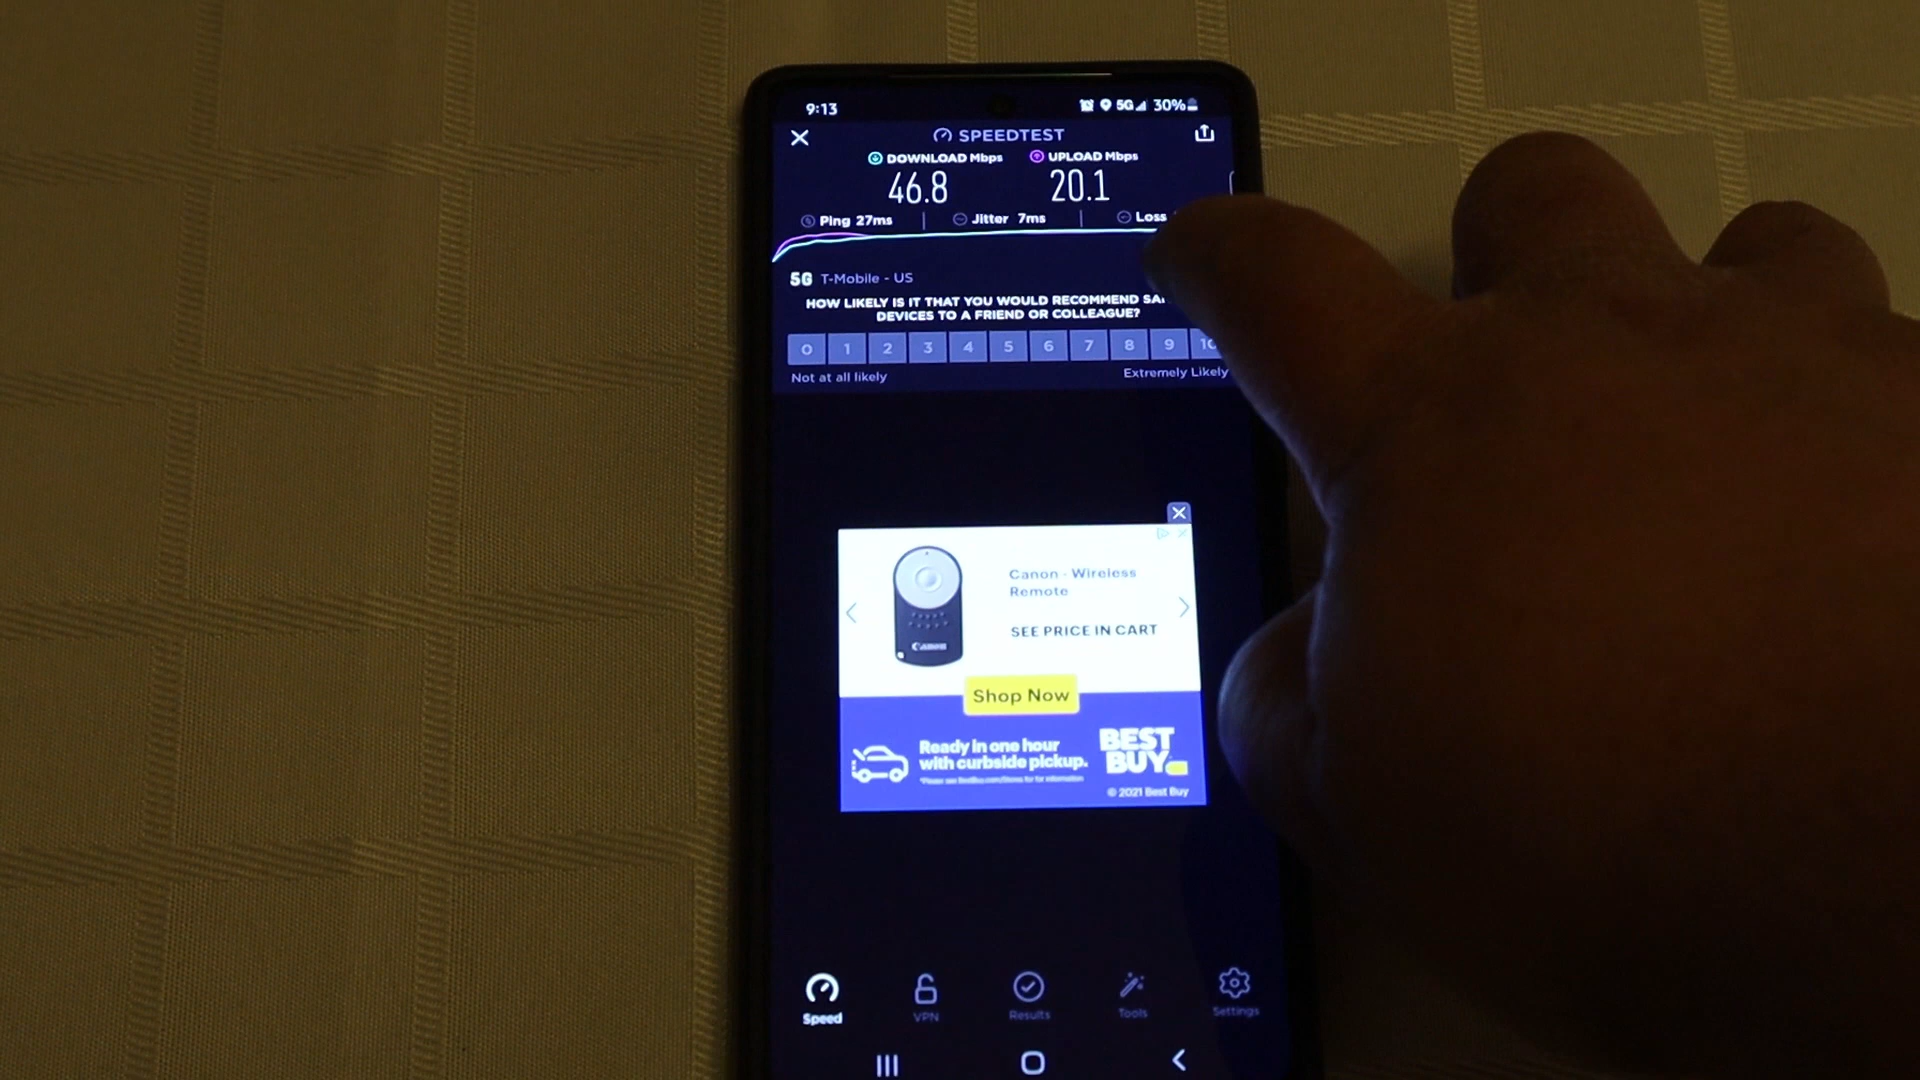 9:13
5G 30%
SPEEDTEST
DOWNLOAD Mbps UPLOAD Mbps
46.8 20.1
Ping 27ms Jitter 7ms Loss
5G T-Mobile - US
HOW LIKELY IS IT THAT YOU WOULD RECOMMEND
DEVICES TO A FRIEND OR COLLEAGUE?
0 1 2 3 4 5 6 7 8 9 10
Not at all likely Extremely Likely
Canon - Wireless
Remote
SEE PRICE IN CART
Canon
Shop Now
Ready in one hour
with curbside pickup.
BEST
BUY
© 2021 Best Buy
Speed VPN Results Tools Settings